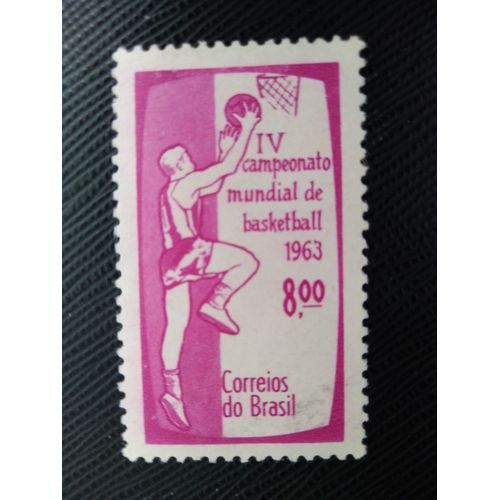 IV
campeonato
mundial de
basketball
1963
8,00
Correios
do Brasil